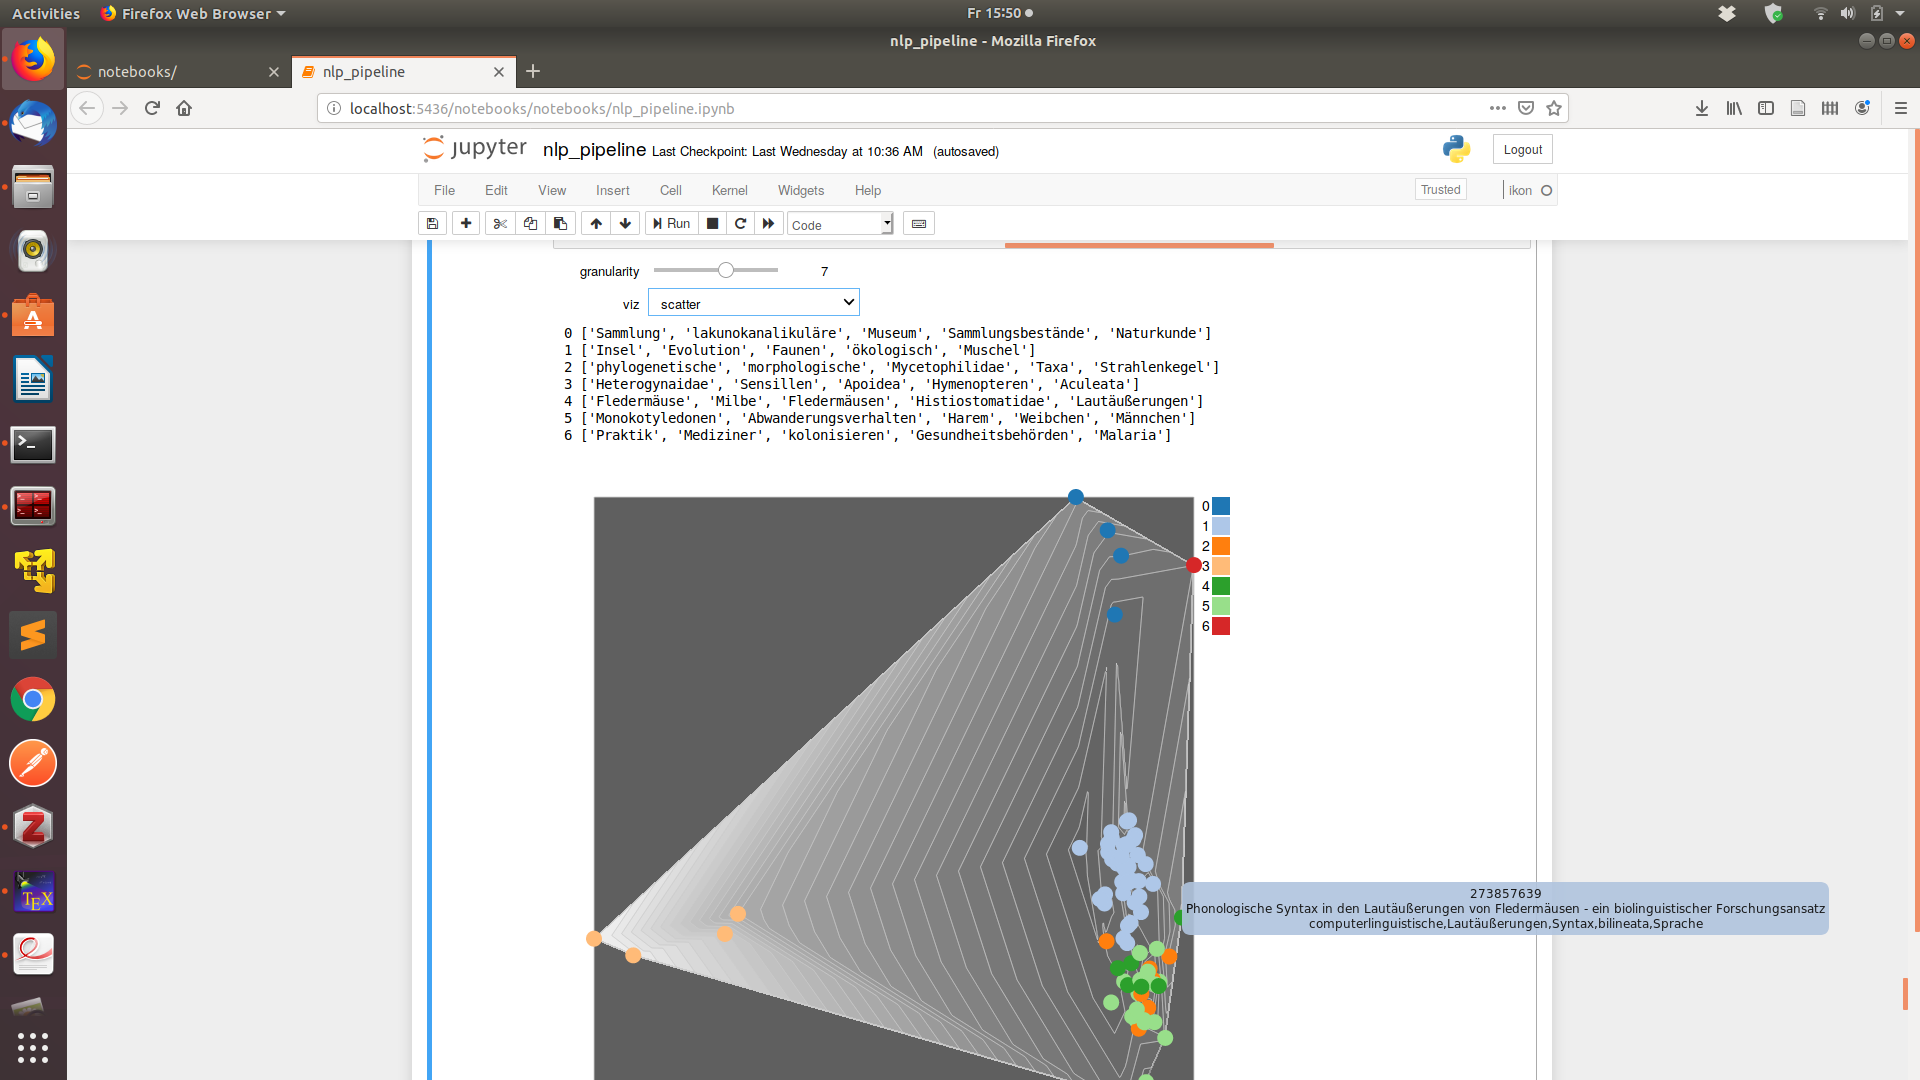 Activities
Firefox Web Browser
Fr 15:50
nlp_pipeline - Mozilla Firefox
notebooks/
nlp_pipeline
localhost:5436/notebooks/notebooks/nlp_pipeline.ipynb
jupyter
nlp_pipeline Last Checkpoint: Last Wednesday at 10:36 AM (autosaved)
Logout
File Edit View Insert Cell Kernel Widgets Help
Trusted
ikon
Run
Code
granularity 7
viz scatter
0 ['Sammlung', 'lakunokanalikuläre', 'Museum', 'Sammlungsbestände', 'Naturkunde']
1 ['Insel', 'Evolution', 'Faunen', 'ökologisch', 'Muschel']
2 ['phylogenetische', 'morphologische', 'Mycetophilidae', 'Taxa', 'Strahlenkegel']
3 ['Heterogynaidae', 'Sensillen', 'Apoidea', 'Hymenopteren', 'Aculeata']
4 ['Fledermäuse', 'Milbe', 'Fledermäusen', 'Histiostomatidae', 'Lautäußerungen']
5 ['Monokotyledonen', 'Abwanderungsverhalten', 'Harem', 'Weibchen', 'Männchen']
6 ['Praktik', 'Mediziner', 'kolonisieren', 'Gesundheitsbehörden', 'Malaria']
0
1
2
3
4
5
6
273857639
Phonologische Syntax in den Lautäußerungen von Fledermäusen - ein biolinguistischer Forschungsansatz
computerlinguistische,Lautäußerungen,Syntax,bilineata,Sprache
TEX